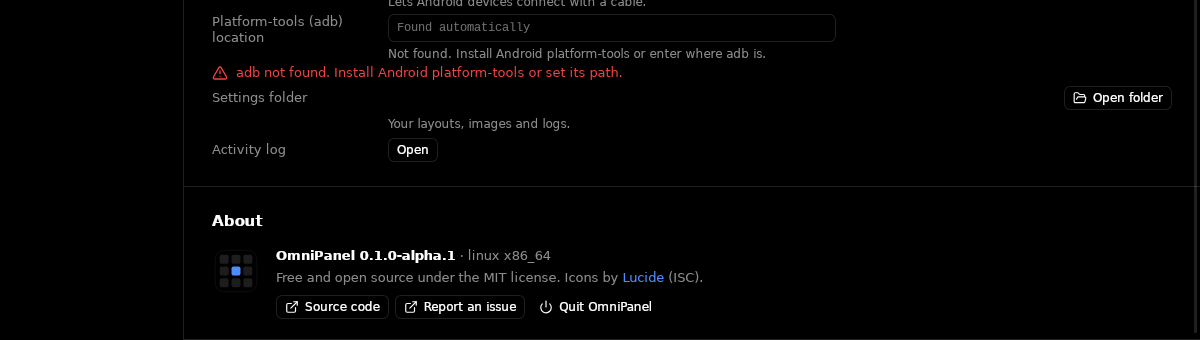 Lets Android devices connect with a cable.
Platform-tools (adb) location
Found automatically
Not found. Install Android platform-tools or enter where adb is.
adb not found. Install Android platform-tools or set its path.
Settings folder
Open folder
Your layouts, images and logs.
Activity log
Open
About
OmniPanel 0.1.0-alpha.1 · linux x86_64
Free and open source under the MIT license. Icons by Lucide (ISC).
Source code
Report an issue
Quit OmniPanel